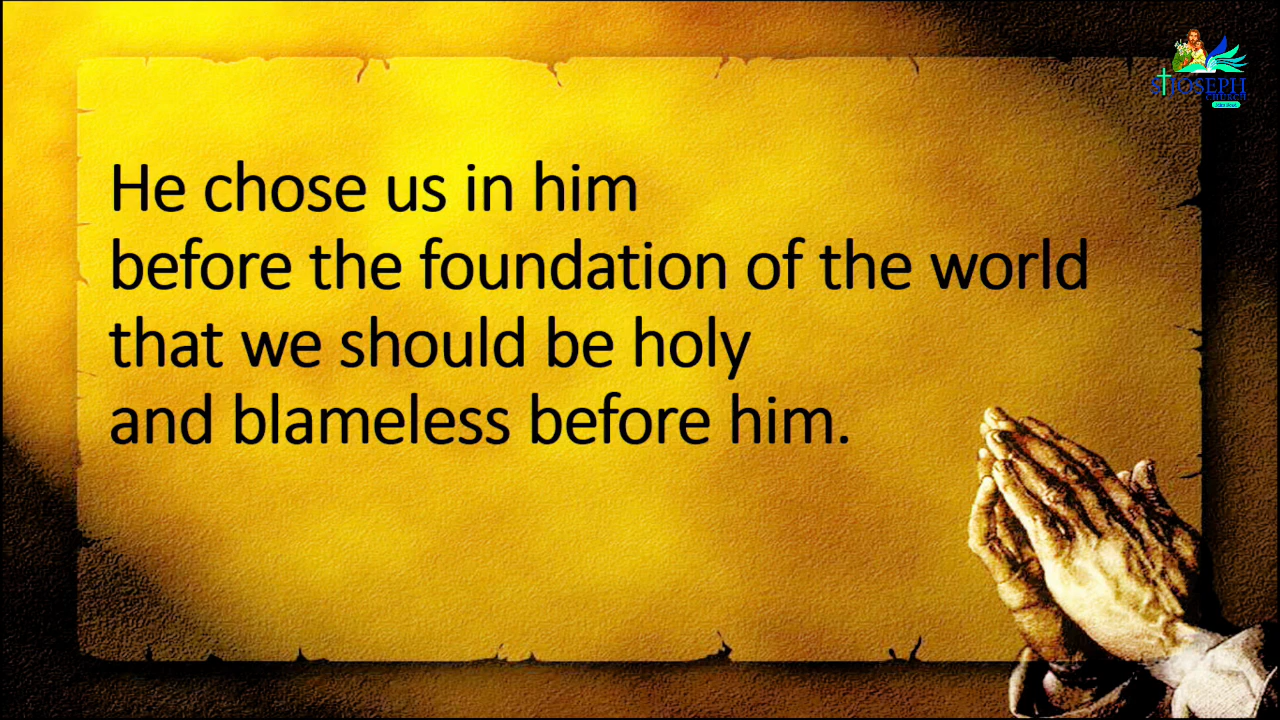 ST JOSEPH
CHURCH
He chose us in him
before the foundation of the world
that we should be holy
and blameless before him.